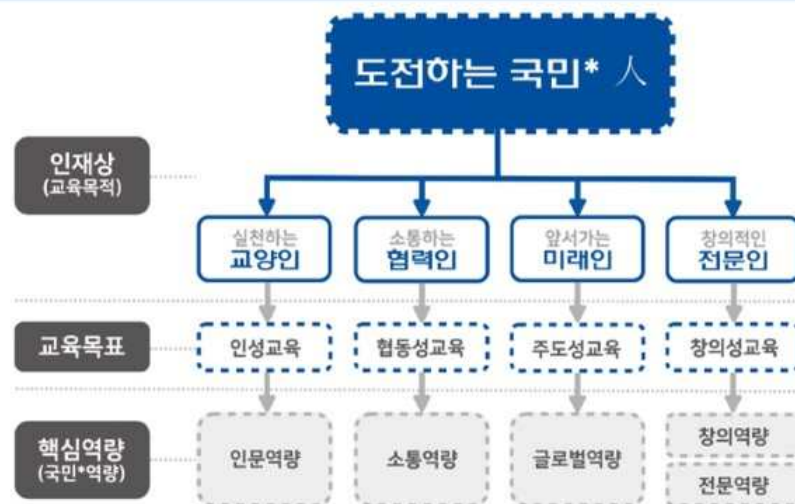 도전하는 국민* 人
인재상
(교육목적)
실천하는
교양인
소통하는
협력인
앞서가는
미래인
창의적인
전문인
교육목표
인성교육
협동성교육
주도성교육
창의성교육
핵심역량
(국민*역량)
인문역량
소통역량
글로벌역량
창의역량
전문역량